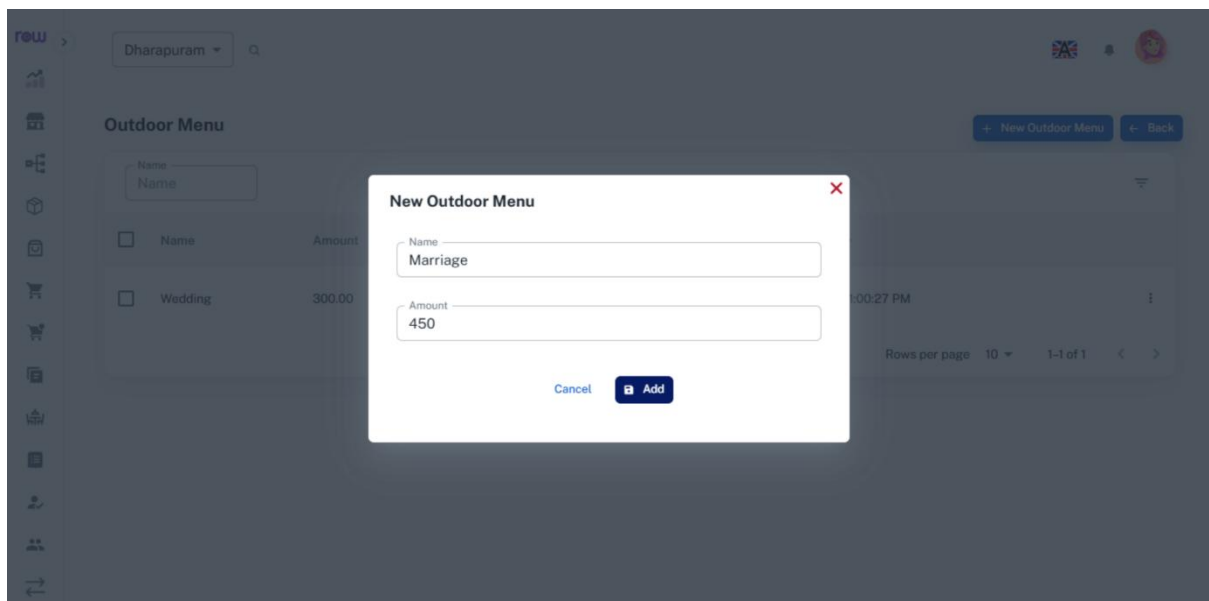 row
Dharapuram
Outdoor Menu
+ New Outdoor Menu
← Back
Name
Name
Name
Amount
Wedding
300:00
:00:27 PM
Rows per page 10
1-1 of 1
New Outdoor Menu
Name
Marriage
Amount
450
Cancel
Add